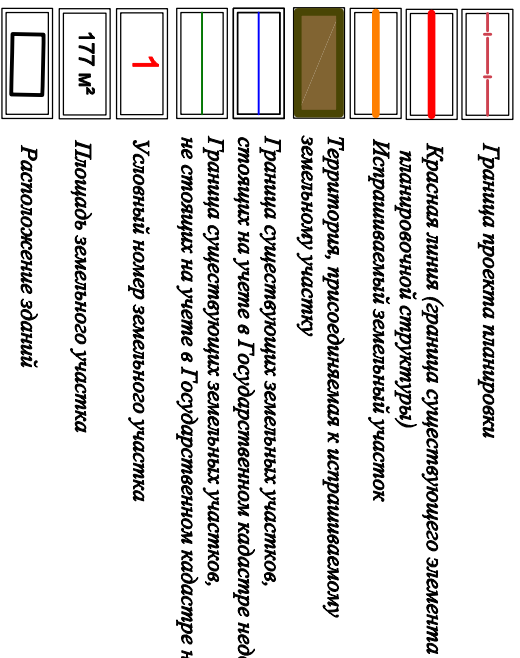 Граница проекта планировки
Красная линия (граница существующего элемента
планировочной структуры)
Испрашиваемый земельный участок
Территория, присоединяемая к испрашиваемому
земельному участку
Граница существующих земельных участков,
стоящих на учете в Государственном кадастре нед
Граница существующих земельных участков,
не стоящих на учете в Государственном кадастре н
1
Условный номер земельного участка
177 м²
Площадь земельного участка
Расположение зданий